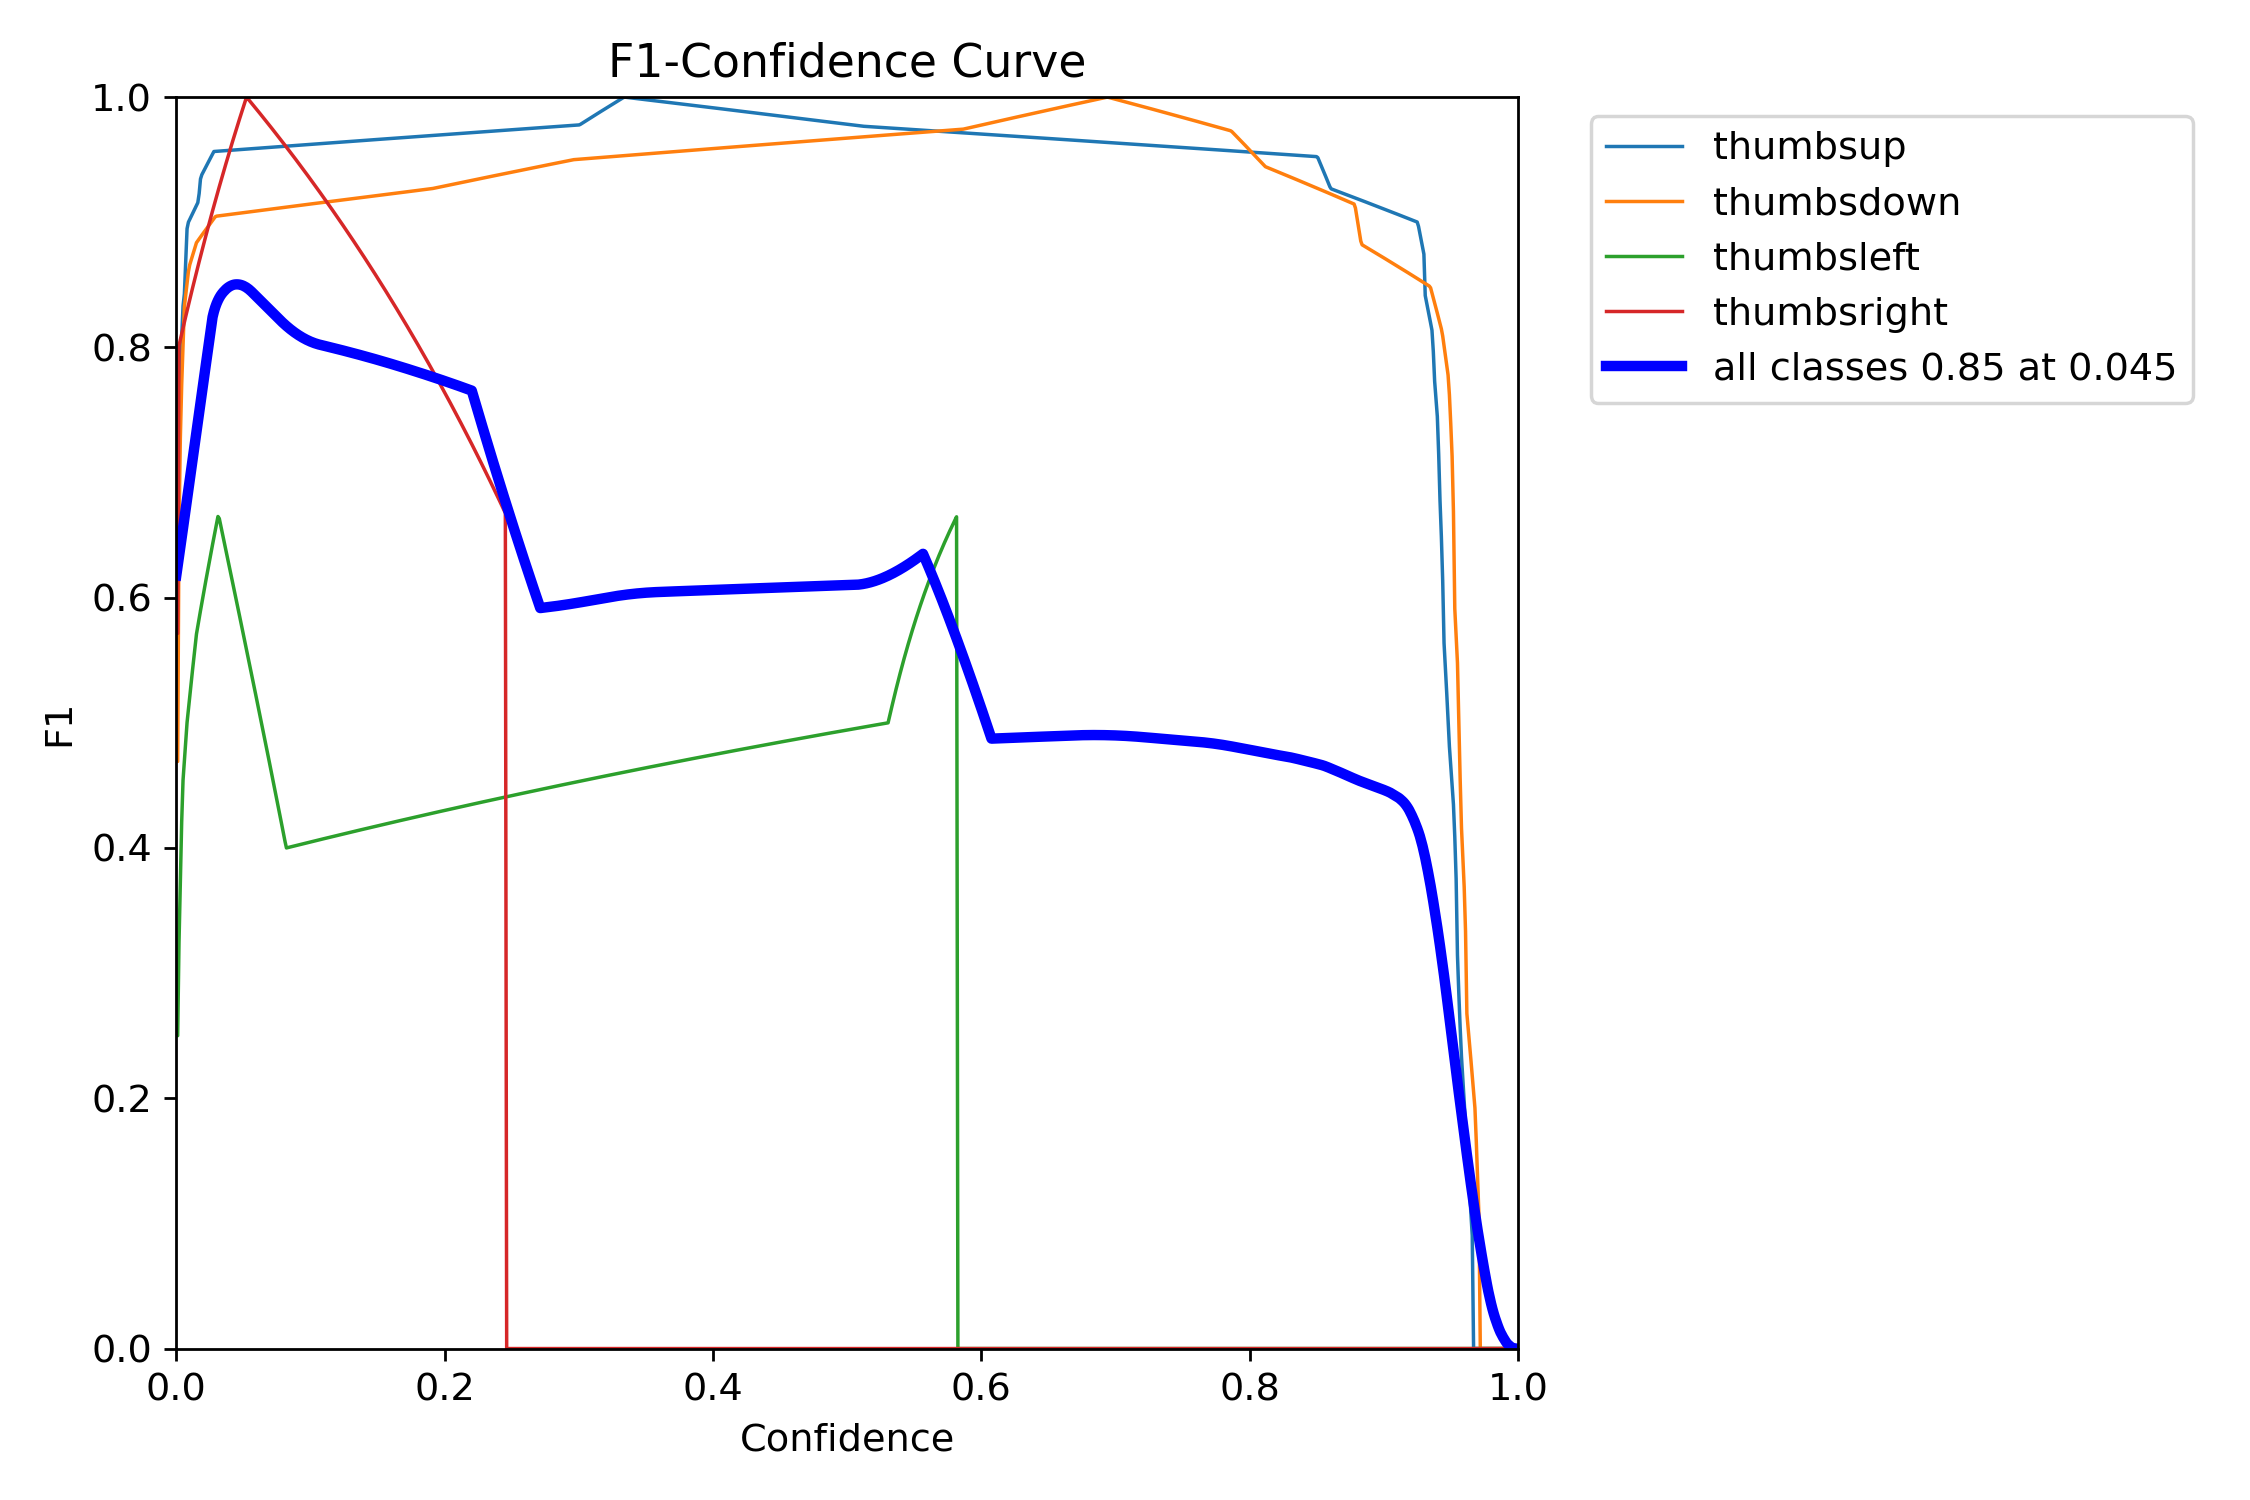 F1-Confidence Curve
1.0
0.8
0.6
0.4
0.2
0.0
F1
0.0 0.2 0.4 0.6 0.8 1.0
Confidence
thumbsup
thumbsdown
thumbsleft
thumbsright
all classes 0.85 at 0.045